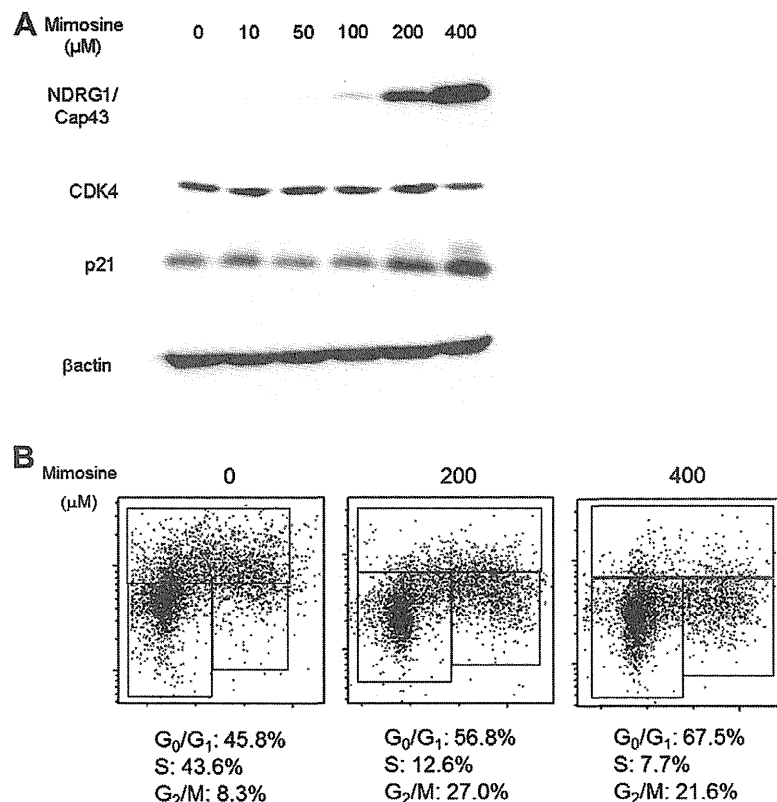 A Mimosine (µM) 0 10 50 100 200 400
NDRG1/
Cap43
CDK4
p21
βactin
B Mimosine (µM) 0 200 400
G₀/G₁: 45.8%
S: 43.6%
G₂/M: 8.3%
G₀/G₁: 56.8%
S: 12.6%
G₂/M: 27.0%
G₀/G₁: 67.5%
S: 7.7%
G₂/M: 21.6%